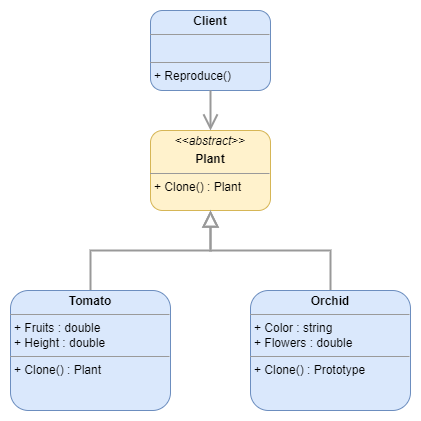 Client
+ Reproduce()
<<abstract>>
Plant
+ Clone() : Plant
Tomato
+ Fruits : double
+ Height : double
+ Clone() : Plant
Orchid
+ Color : string
+ Flowers : double
+ Clone() : Prototype